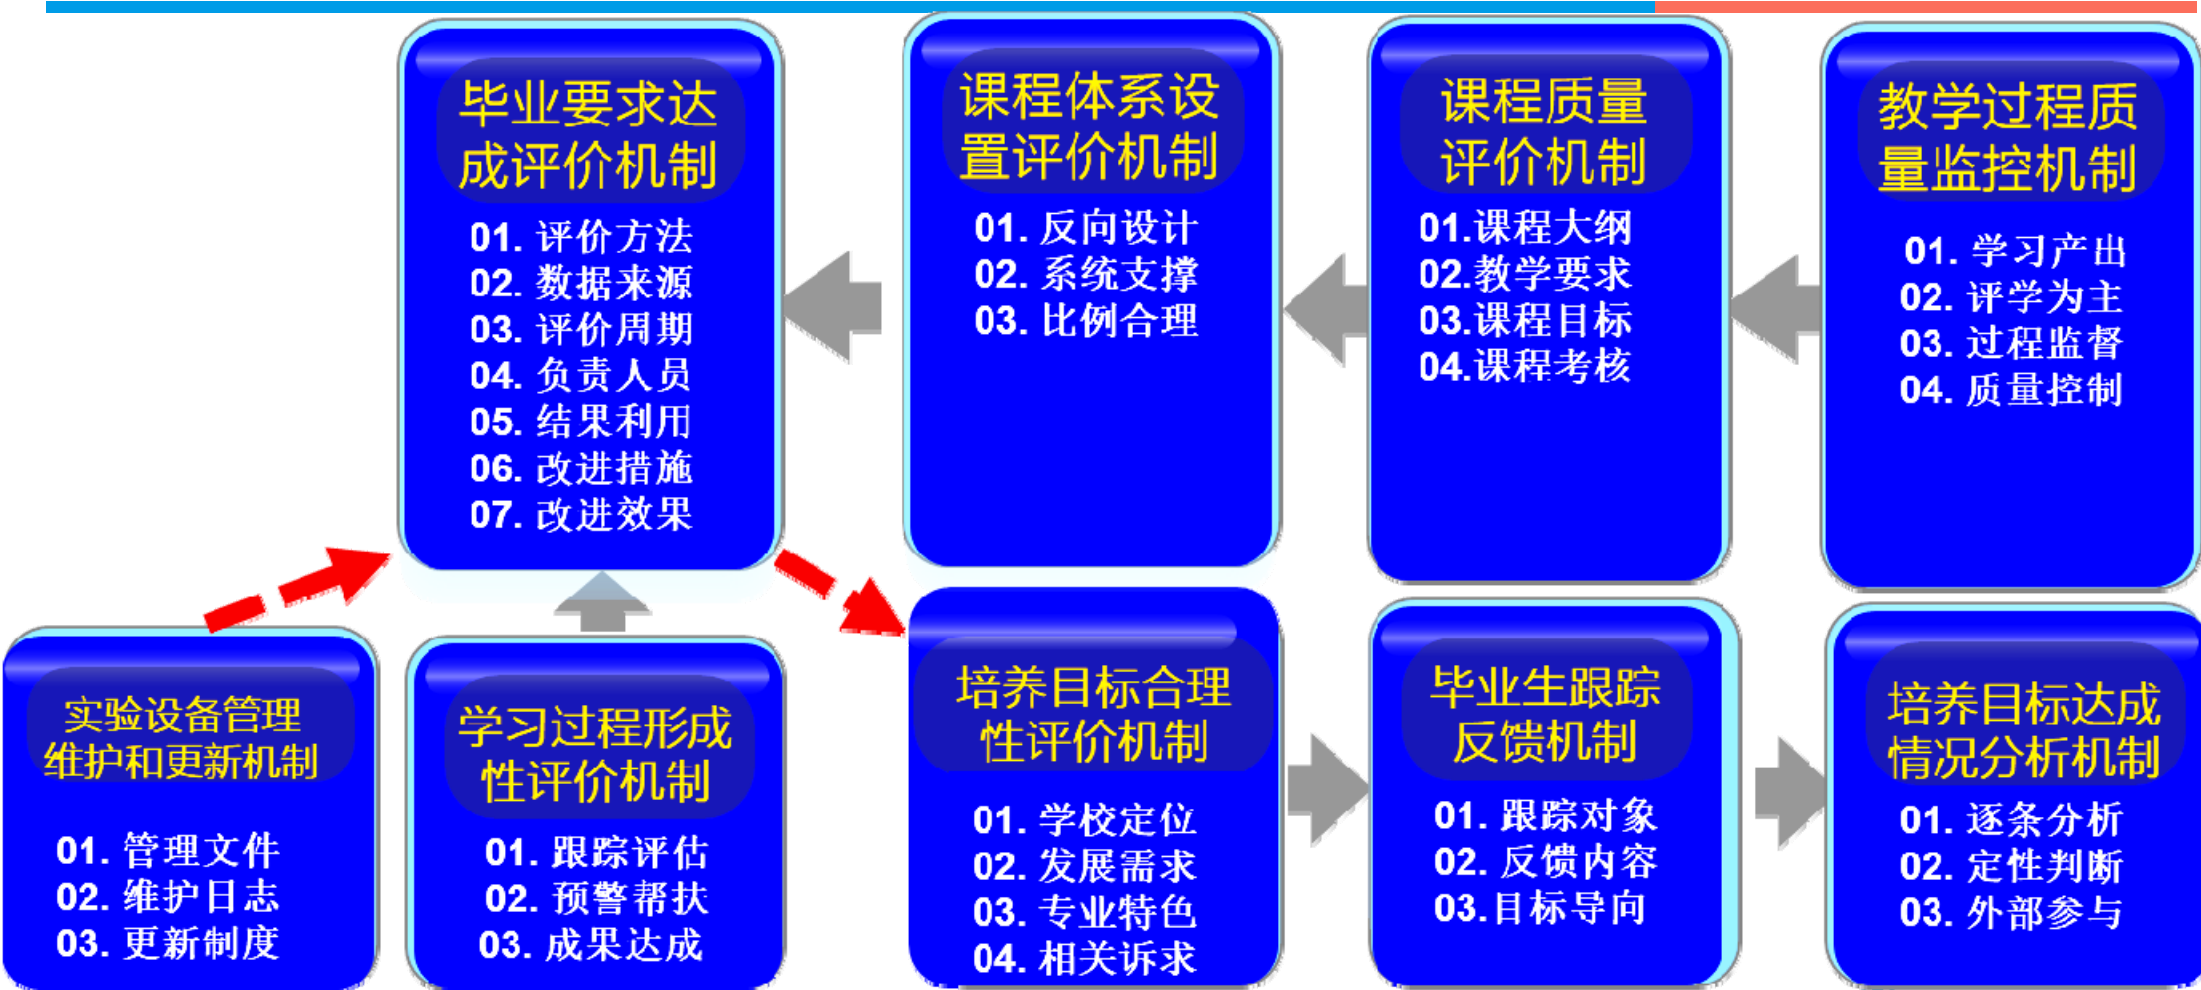 毕业要求达
成评价机制
01. 评价方法
02. 数据来源
03. 评价周期
04. 负责人员
05. 结果利用
06. 改进措施
07. 改进效果
课程体系设
置评价机制
01. 反向设计
02. 系统支撑
03. 比例合理
课程质量
评价机制
01.课程大纲
02.教学要求
03.课程目标
04.课程考核
教学过程质
量监控机制
01. 学习产出
02. 评学为主
03. 过程监督
04. 质量控制
实验设备管理
维护和更新机制
01. 管理文件
02. 维护日志
03. 更新制度
学习过程形成
性评价机制
01. 跟踪评估
02. 预警帮扶
03. 成果达成
培养目标合理
性评价机制
01. 学校定位
02. 发展需求
03. 专业特色
04. 相关诉求
毕业生跟踪
反馈机制
01. 跟踪对象
02. 反馈内容
03.目标导向
培养目标达成
情况分析机制
01. 逐条分析
02. 定性判断
03. 外部参与